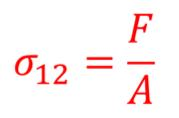 σ₁₂ = F/A